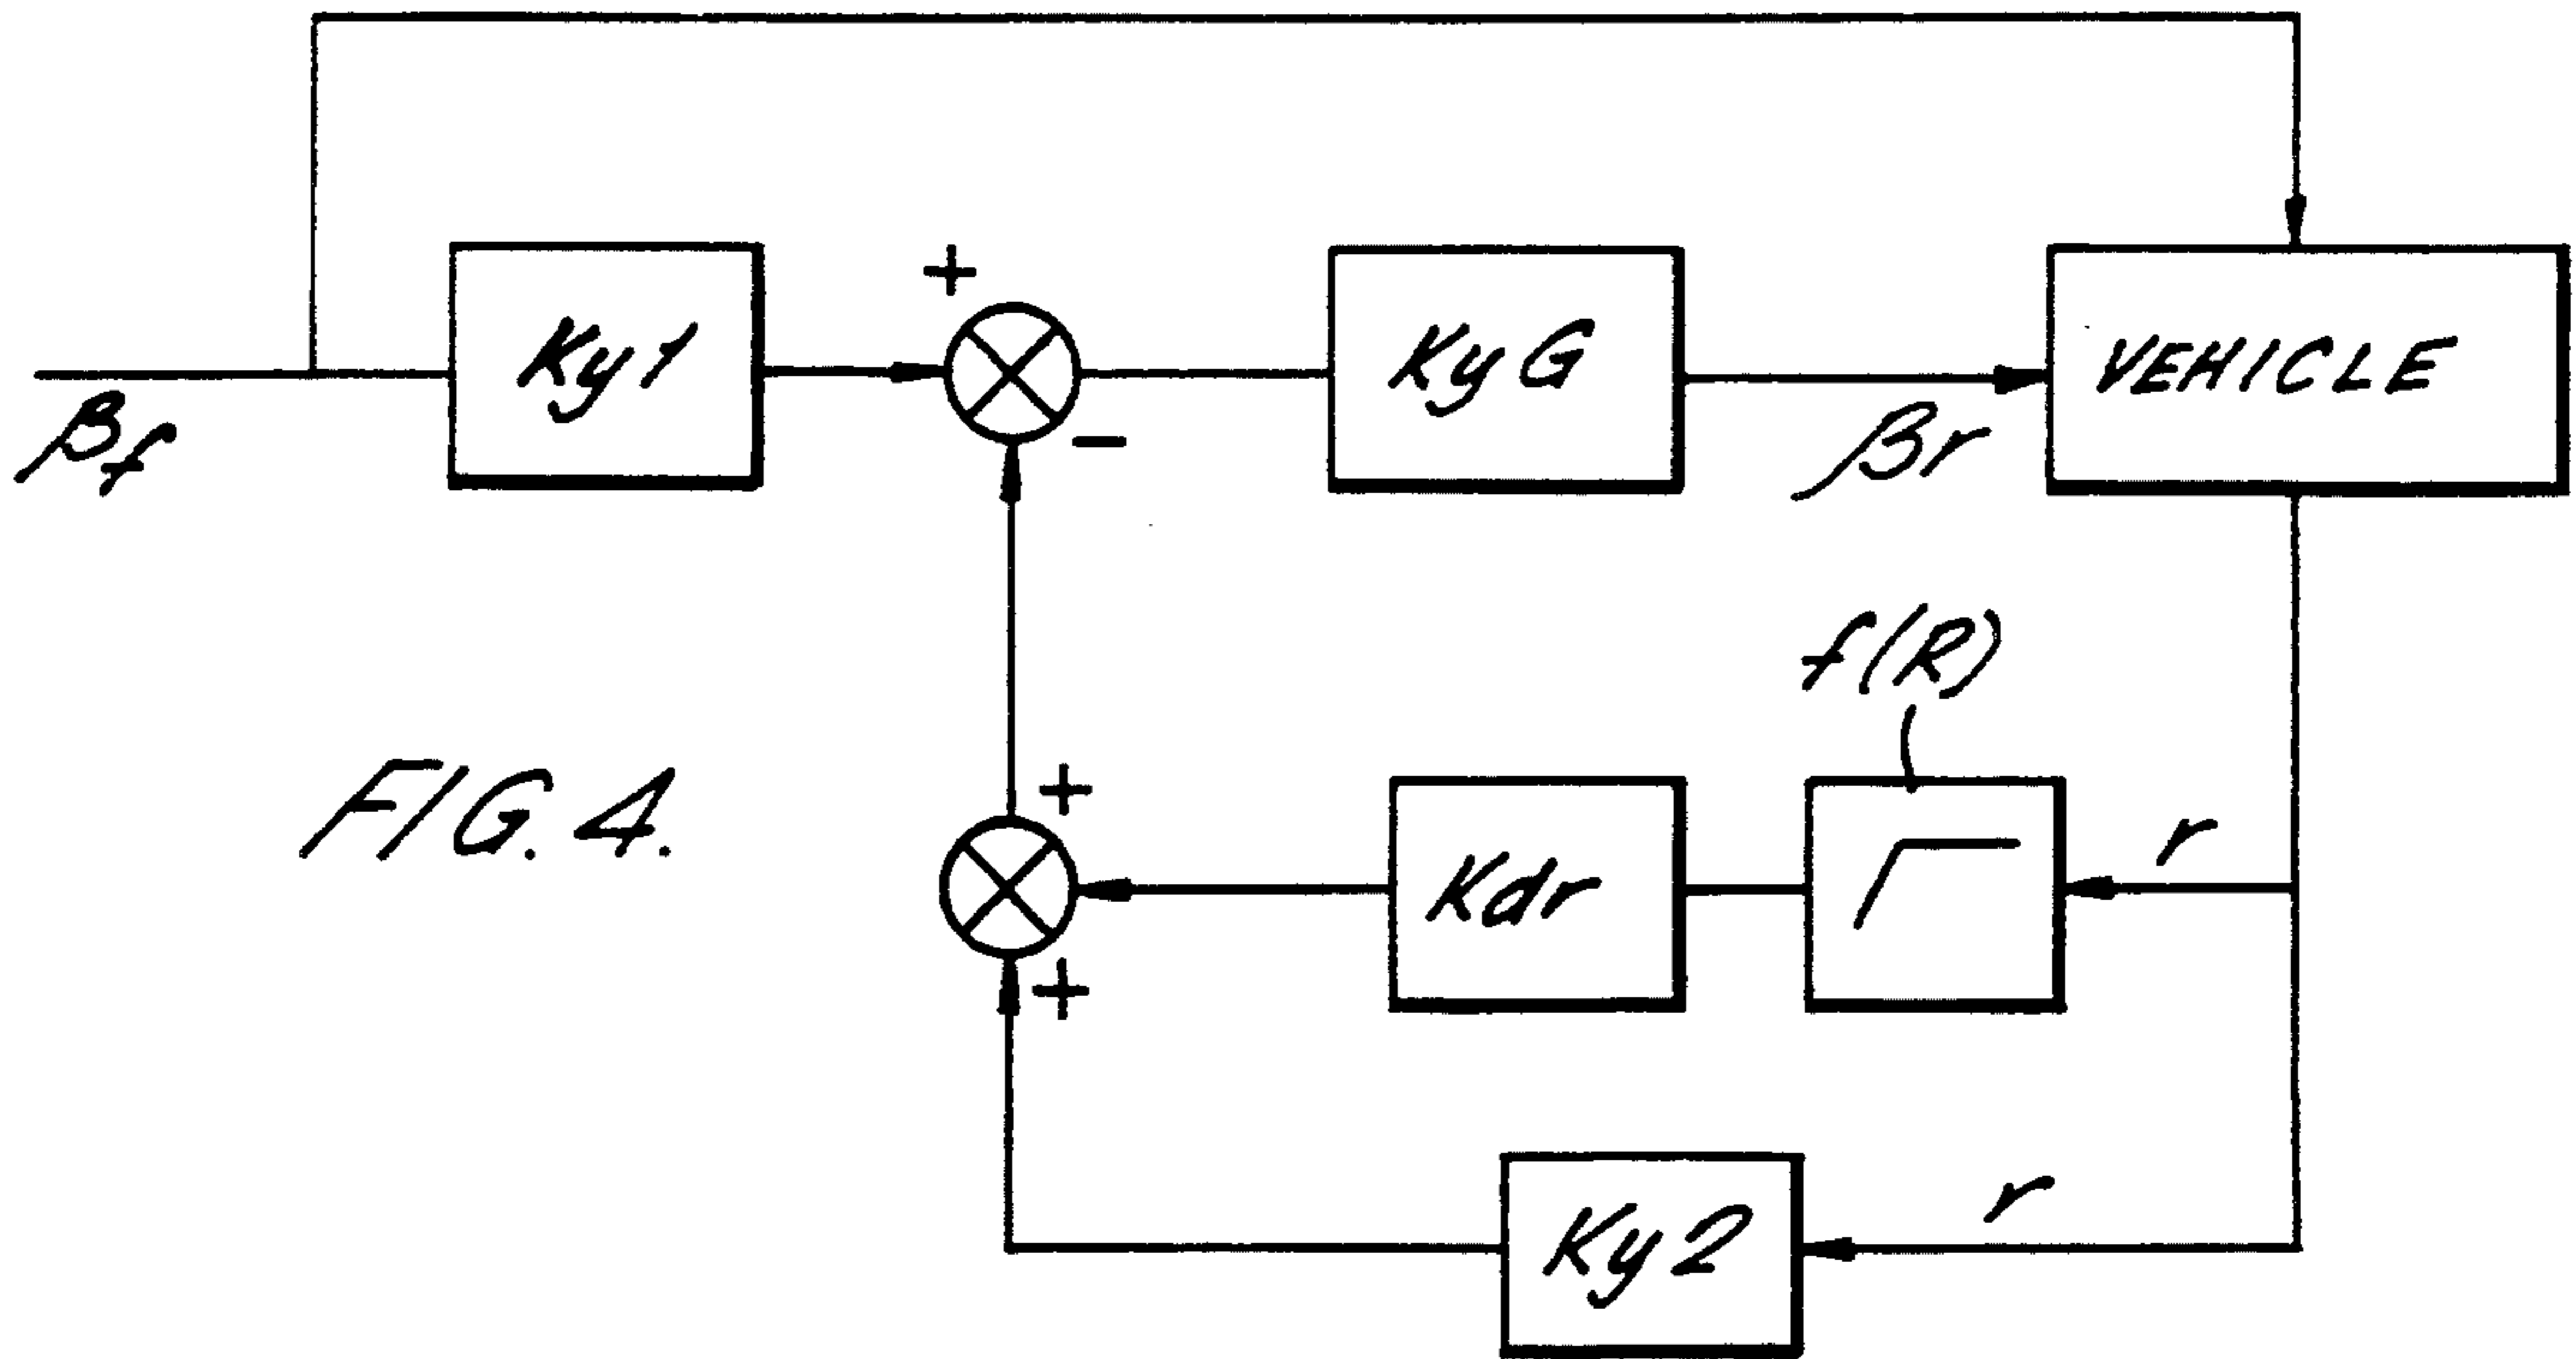 +
Ky1
KyG
VEHICLE
βf
−
βr
f(R)
FIG. 4.
+
Kdr
r
+
Ky2
r